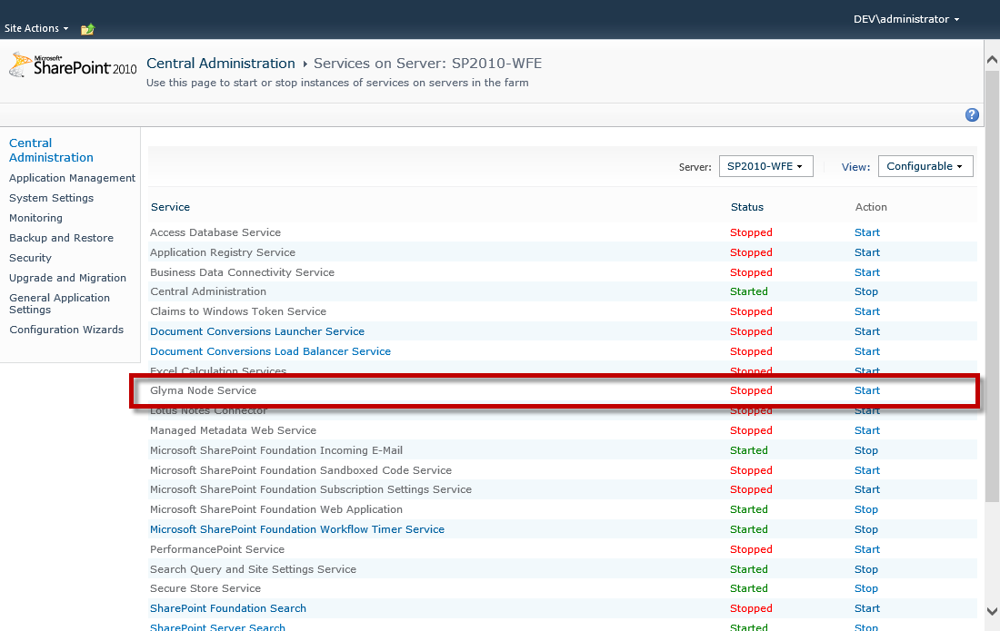 DEV\administrator
Site Actions
Microsoft
SharePoint 2010
Central Administration Services on Server: SP2010-WFE
Use this page to start or stop instances of services on servers in the farm
?
Central
Administration
Application Management
System Settings
Monitoring
Backup and Restore
Security
Upgrade and Migration
General Application
Settings
Configuration Wizards
Server: SP2010-WFE View: Configurable
Service Status Action
Access Database Service Stopped Start
Application Registry Service Stopped Start
Business Data Connectivity Service Stopped Start
Central Administration Started Stop
Claims to Windows Token Service Stopped Start
Document Conversions Launcher Service Stopped Start
Document Conversions Load Balancer Service Stopped Start
Excel Calculation Services Stopped Start
Glyma Node Service Stopped Start
Lotus Notes Connector Stopped Start
Managed Metadata Web Service Stopped Start
Microsoft SharePoint Foundation Incoming E-Mail Started Stop
Microsoft SharePoint Foundation Sandboxed Code Service Stopped Start
Microsoft SharePoint Foundation Subscription Settings Service Stopped Start
Microsoft SharePoint Foundation Web Application Started Stop
Microsoft SharePoint Foundation Workflow Timer Service Started Stop
PerformancePoint Service Stopped Start
Search Query and Site Settings Service Started Stop
Secure Store Service Started Stop
SharePoint Foundation Search Stopped Start
SharePoint Server Search Started Stop